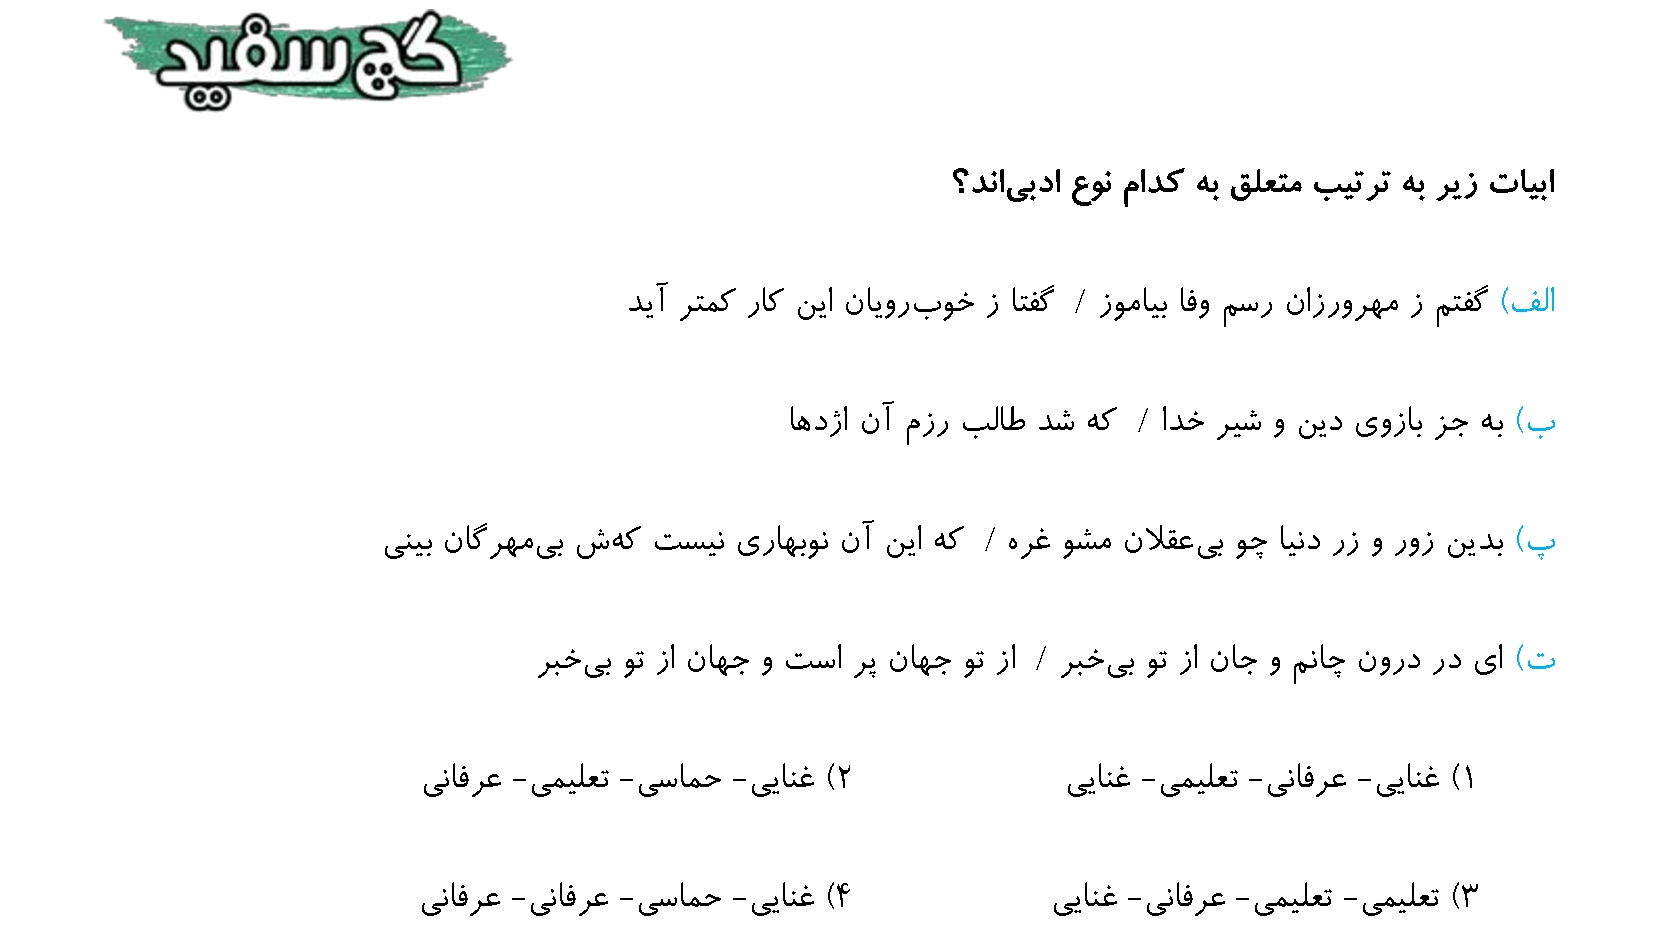 گچ سفید
ابیات زیر به ترتیب متعلق به کدام نوع ادبی‌اند؟
الف) گفتم ز مهرورزان رسم وفا بیاموز / گفتا ز خوب‌رویان این کار کمتر آید
ب) به جز بازوی دین و شیر خدا / که شد طالب رزم آن اژدها
پ) بدین زور و زر دنیا چو بی‌عقلان مشو غره / که این آن نوبهاری نیست که‌ش بی‌مهرگان بینی
ت) ای در درون چانم و جان از تو بی‌خبر / از تو جهان پر است و جهان از تو بی‌خبر
۱) غنایی- عرفانی- تعلیمی- غنایی ۲) غنایی- حماسی- تعلیمی- عرفانی
۳) تعلیمی- تعلیمی- عرفانی- غنایی ۴) غنایی- حماسی- عرفانی- عرفانی